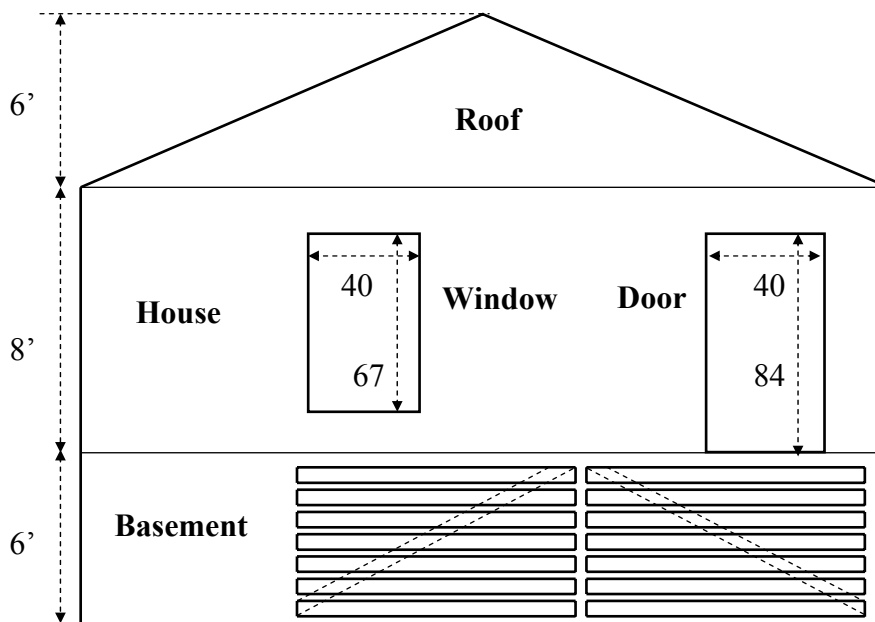 6’
Roof
40
Window
Door
40
House
8’
67
84
Basement
6’